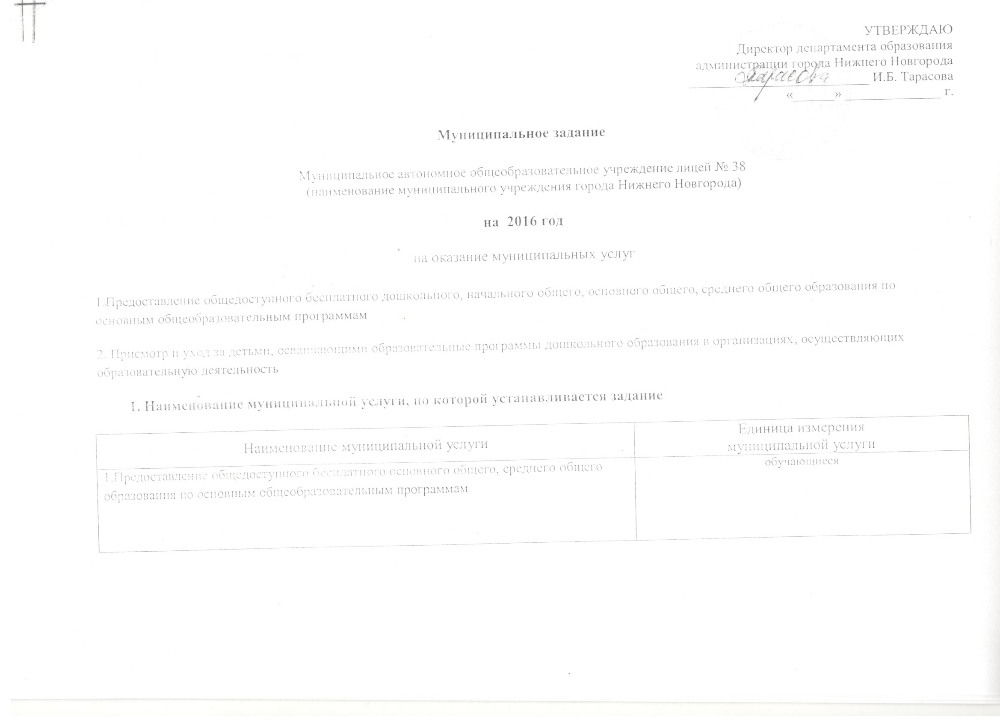 УТВЕРЖДАЮ
Директор департамента образования
администрации города Нижнего Новгорода
Тарасова И.Б. Тарасова
«______» ______________ г.
Муниципальное задание
Муниципальное автономное общеобразовательное учреждение лицей № 38
(наименование муниципального учреждения города Нижнего Новгорода)
на 2016 год
на оказание муниципальных услуг
1.Предоставление общедоступного бесплатного дошкольного, начального общего, основного общего, среднего общего образования по
основным общеобразовательным программам
2. Присмотр и уход за детьми, осваивающими образовательные программы дошкольного образования в организациях, осуществляющих
образовательную деятельность
1. Наименование муниципальной услуги, по которой устанавливается задание
Наименование муниципальной услуги
Единица измерения
муниципальной услуги
1.Предоставление общедоступного бесплатного основного общего, среднего общего
образования по основным общеобразовательным программам
обучающиеся